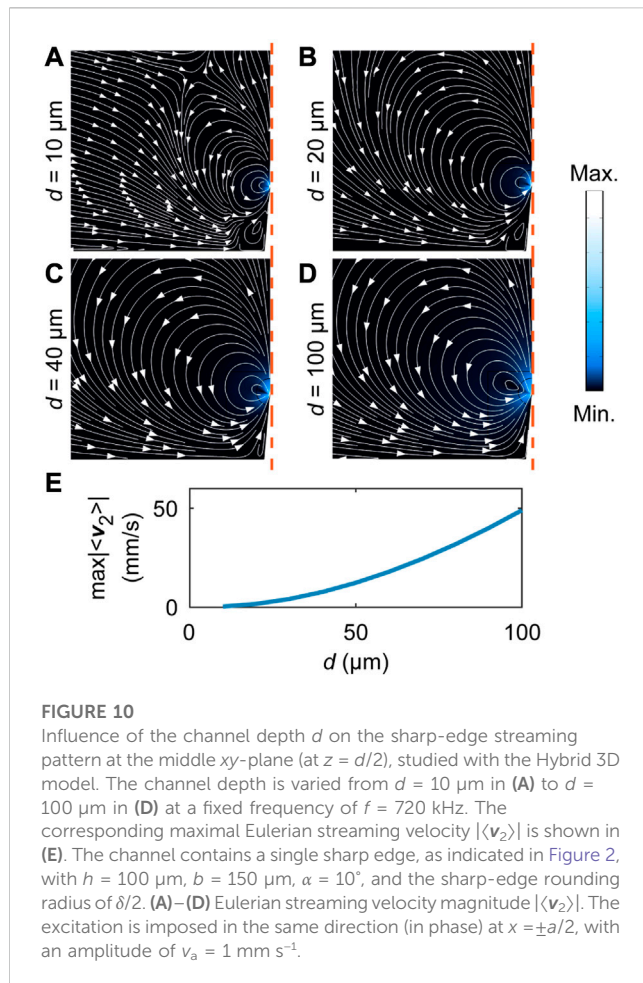 A
d = 10 μm
B
d = 20 μm
C
d = 40 μm
D
d = 100 μm
Max.
Min.
E
max|<v₂>|
(mm/s)
50
0
0
50
100
d (μm)
FIGURE 10
Influence of the channel depth d on the sharp-edge streaming
pattern at the middle xy-plane (at z = d/2), studied with the Hybrid 3D
model. The channel depth is varied from d = 10 μm in (A) to d =
100 μm in (D) at a fixed frequency of f = 720 kHz. The
corresponding maximal Eulerian streaming velocity |⟨v₂⟩| is shown in
(E). The channel contains a single sharp edge, as indicated in Figure 2,
with h = 100 μm, b = 150 μm, α = 10°, and the sharp-edge rounding
radius of δ/2. (A)–(D) Eulerian streaming velocity magnitude |⟨v₂⟩|. The
excitation is imposed in the same direction (in phase) at x = ±a/2, with
an amplitude of vₐ = 1 mm s⁻¹.